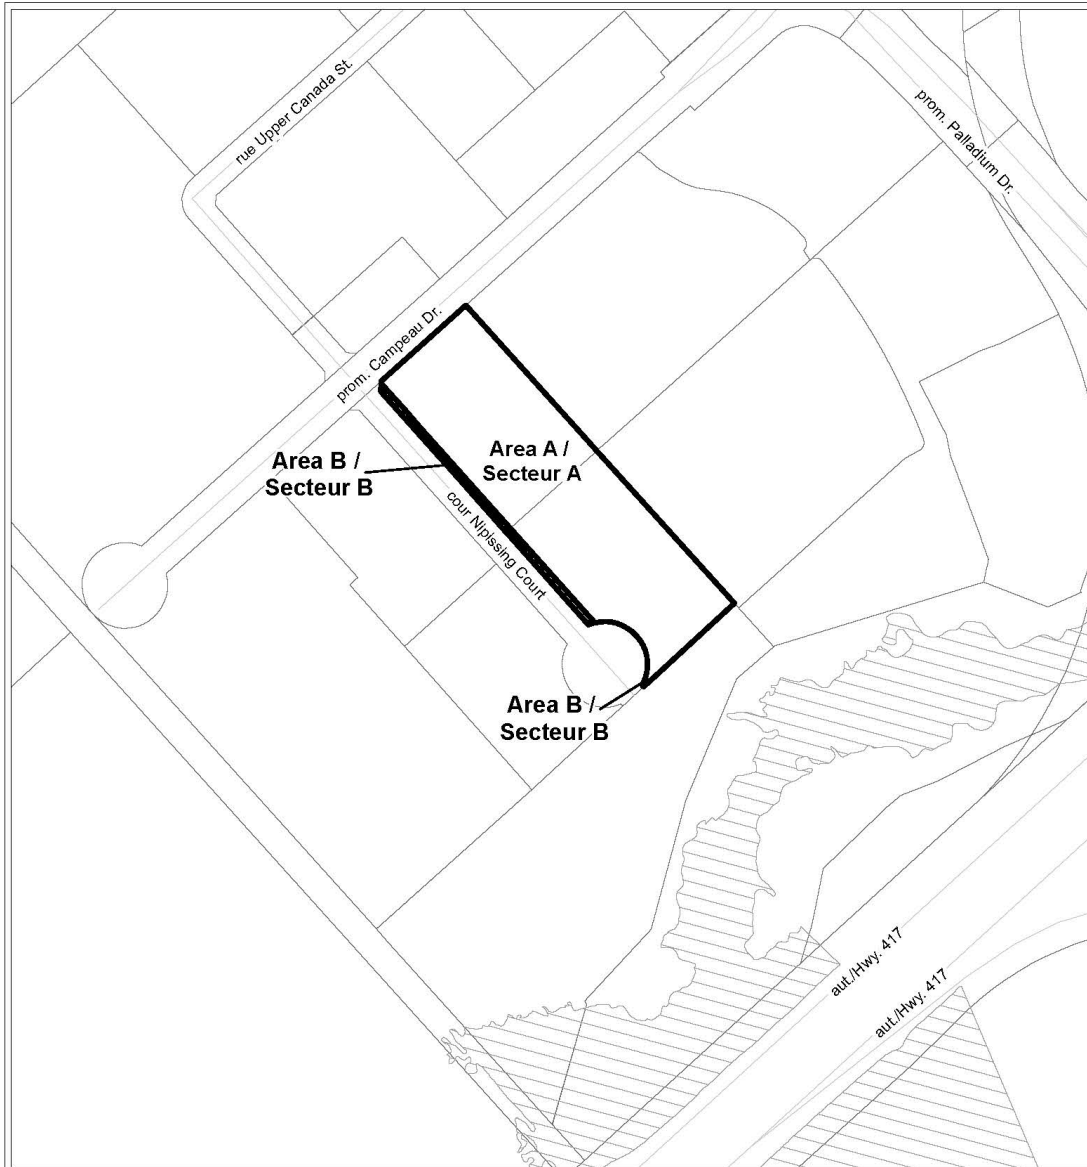 rue Upper Canada St.
prom. Palladium Dr.
prom. Campeau Dr.
Area A /
Secteur A
Area B /
Secteur B
cour Nipissing Court
Area B /
Secteur B
aut./Hwy. 417
aut./Hwy. 417